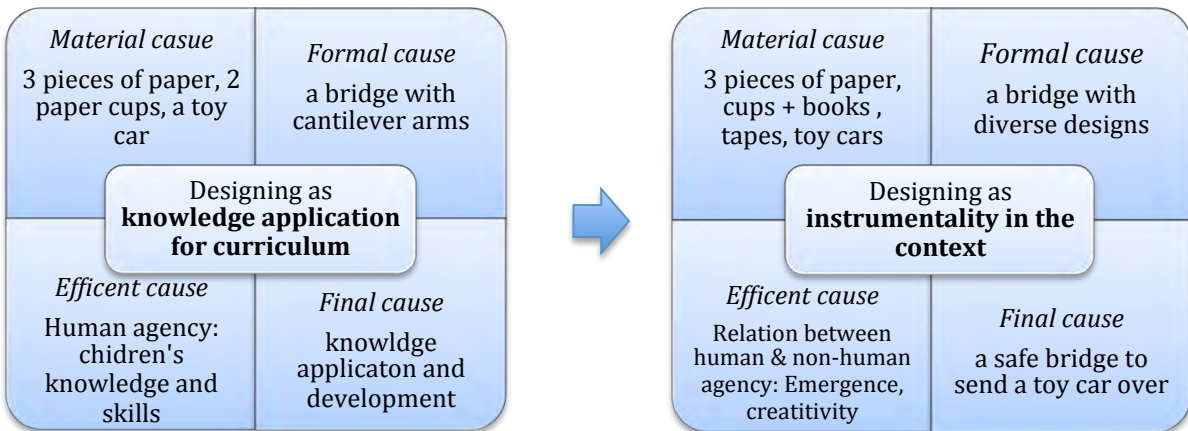 Material casue
3 pieces of paper, 2
paper cups, a toy
car
Formal cause
a bridge with
cantilever arms
Designing as
knowledge application
for curriculum
Efficent cause
Human agency:
chidren's
knowledge and
skills
Final cause
knowldge
applicaton and
development
Material casue
3 pieces of paper,
cups + books ,
tapes, toy cars
Formal cause
a bridge with
diverse designs
Designing as
instrumentality in the
context
Efficent cause
Relation between
human & non-human
agency: Emergence,
creatitivity
Final cause
a safe bridge to
send a toy car over